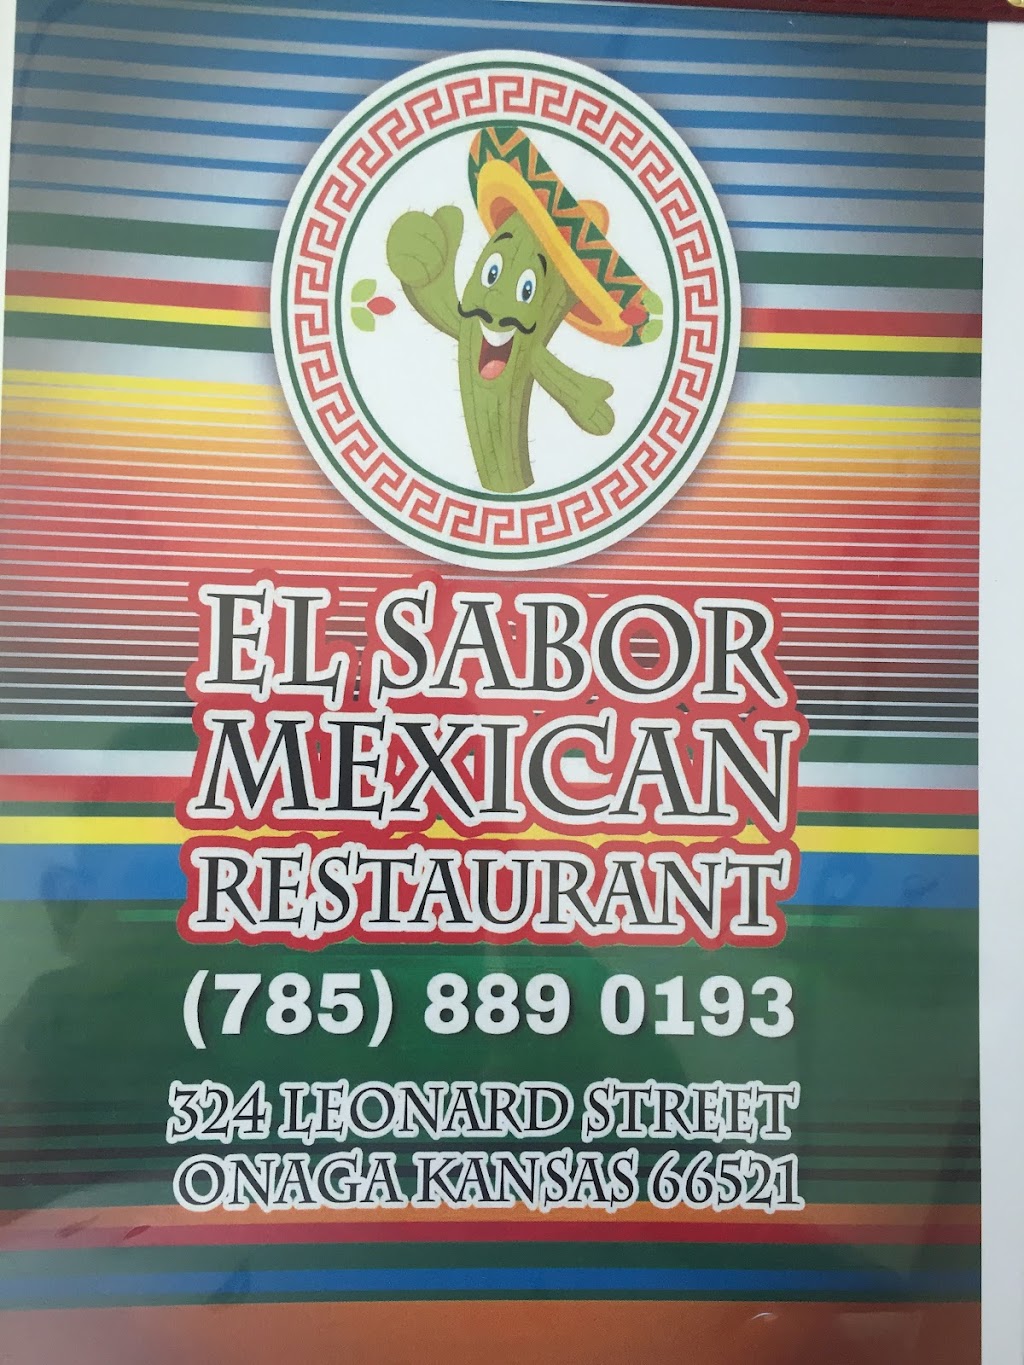 EL SABOR
MEXICAN
RESTAURANT
(785) 889 0193
324 LEONARD STREET
ONAGA KANSAS 66521